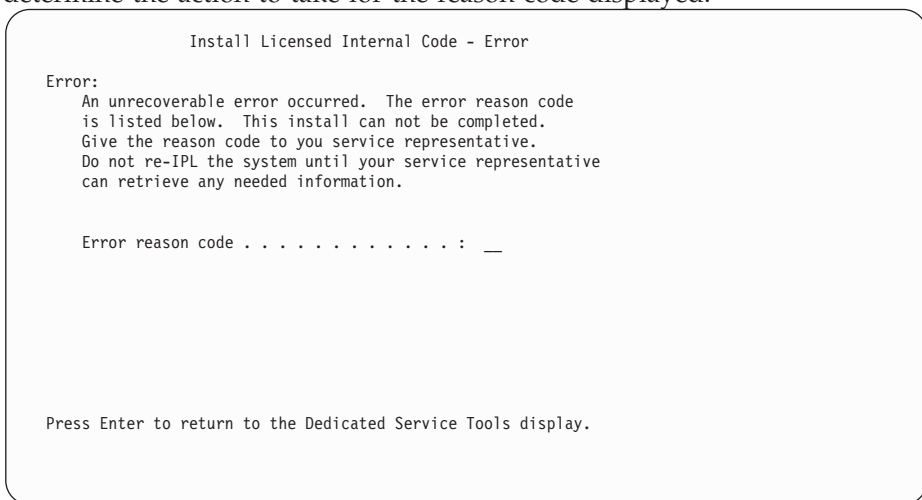 determine the action to take for the reason code displayed.
Install Licensed Internal Code - Error
Error:
An unrecoverable error occurred. The error reason code
is listed below. This install can not be completed.
Give the reason code to you service representative.
Do not re-IPL the system until your service representative
can retrieve any needed information.
Error reason code . . . . . . . . . . . . : __
Press Enter to return to the Dedicated Service Tools display.